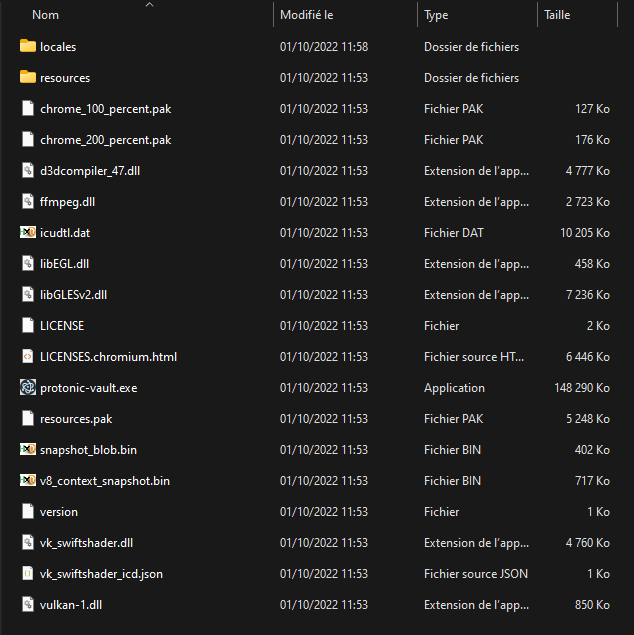 Nom Modifié le Type Taille
locales 01/10/2022 11:58 Dossier de fichiers
resources 01/10/2022 11:53 Dossier de fichiers
chrome_100_percent.pak 01/10/2022 11:53 Fichier PAK 127 Ko
chrome_200_percent.pak 01/10/2022 11:53 Fichier PAK 176 Ko
d3dcompiler_47.dll 01/10/2022 11:53 Extension de l'app... 4 777 Ko
ffmpeg.dll 01/10/2022 11:53 Extension de l'app... 2 723 Ko
icudtl.dat 01/10/2022 11:53 Fichier DAT 10 205 Ko
libEGL.dll 01/10/2022 11:53 Extension de l'app... 458 Ko
libGLESv2.dll 01/10/2022 11:53 Extension de l'app... 7 236 Ko
LICENSE 01/10/2022 11:53 Fichier 2 Ko
LICENSES.chromium.html 01/10/2022 11:53 Fichier source HT... 6 446 Ko
protonic-vault.exe 01/10/2022 11:53 Application 148 290 Ko
resources.pak 01/10/2022 11:53 Fichier PAK 5 248 Ko
snapshot_blob.bin 01/10/2022 11:53 Fichier BIN 402 Ko
v8_context_snapshot.bin 01/10/2022 11:53 Fichier BIN 717 Ko
version 01/10/2022 11:53 Fichier 1 Ko
vk_swiftshader.dll 01/10/2022 11:53 Extension de l'app... 4 760 Ko
vk_swiftshader_icd.json 01/10/2022 11:53 Fichier source JSON 1 Ko
vulkan-1.dll 01/10/2022 11:53 Extension de l'app... 850 Ko